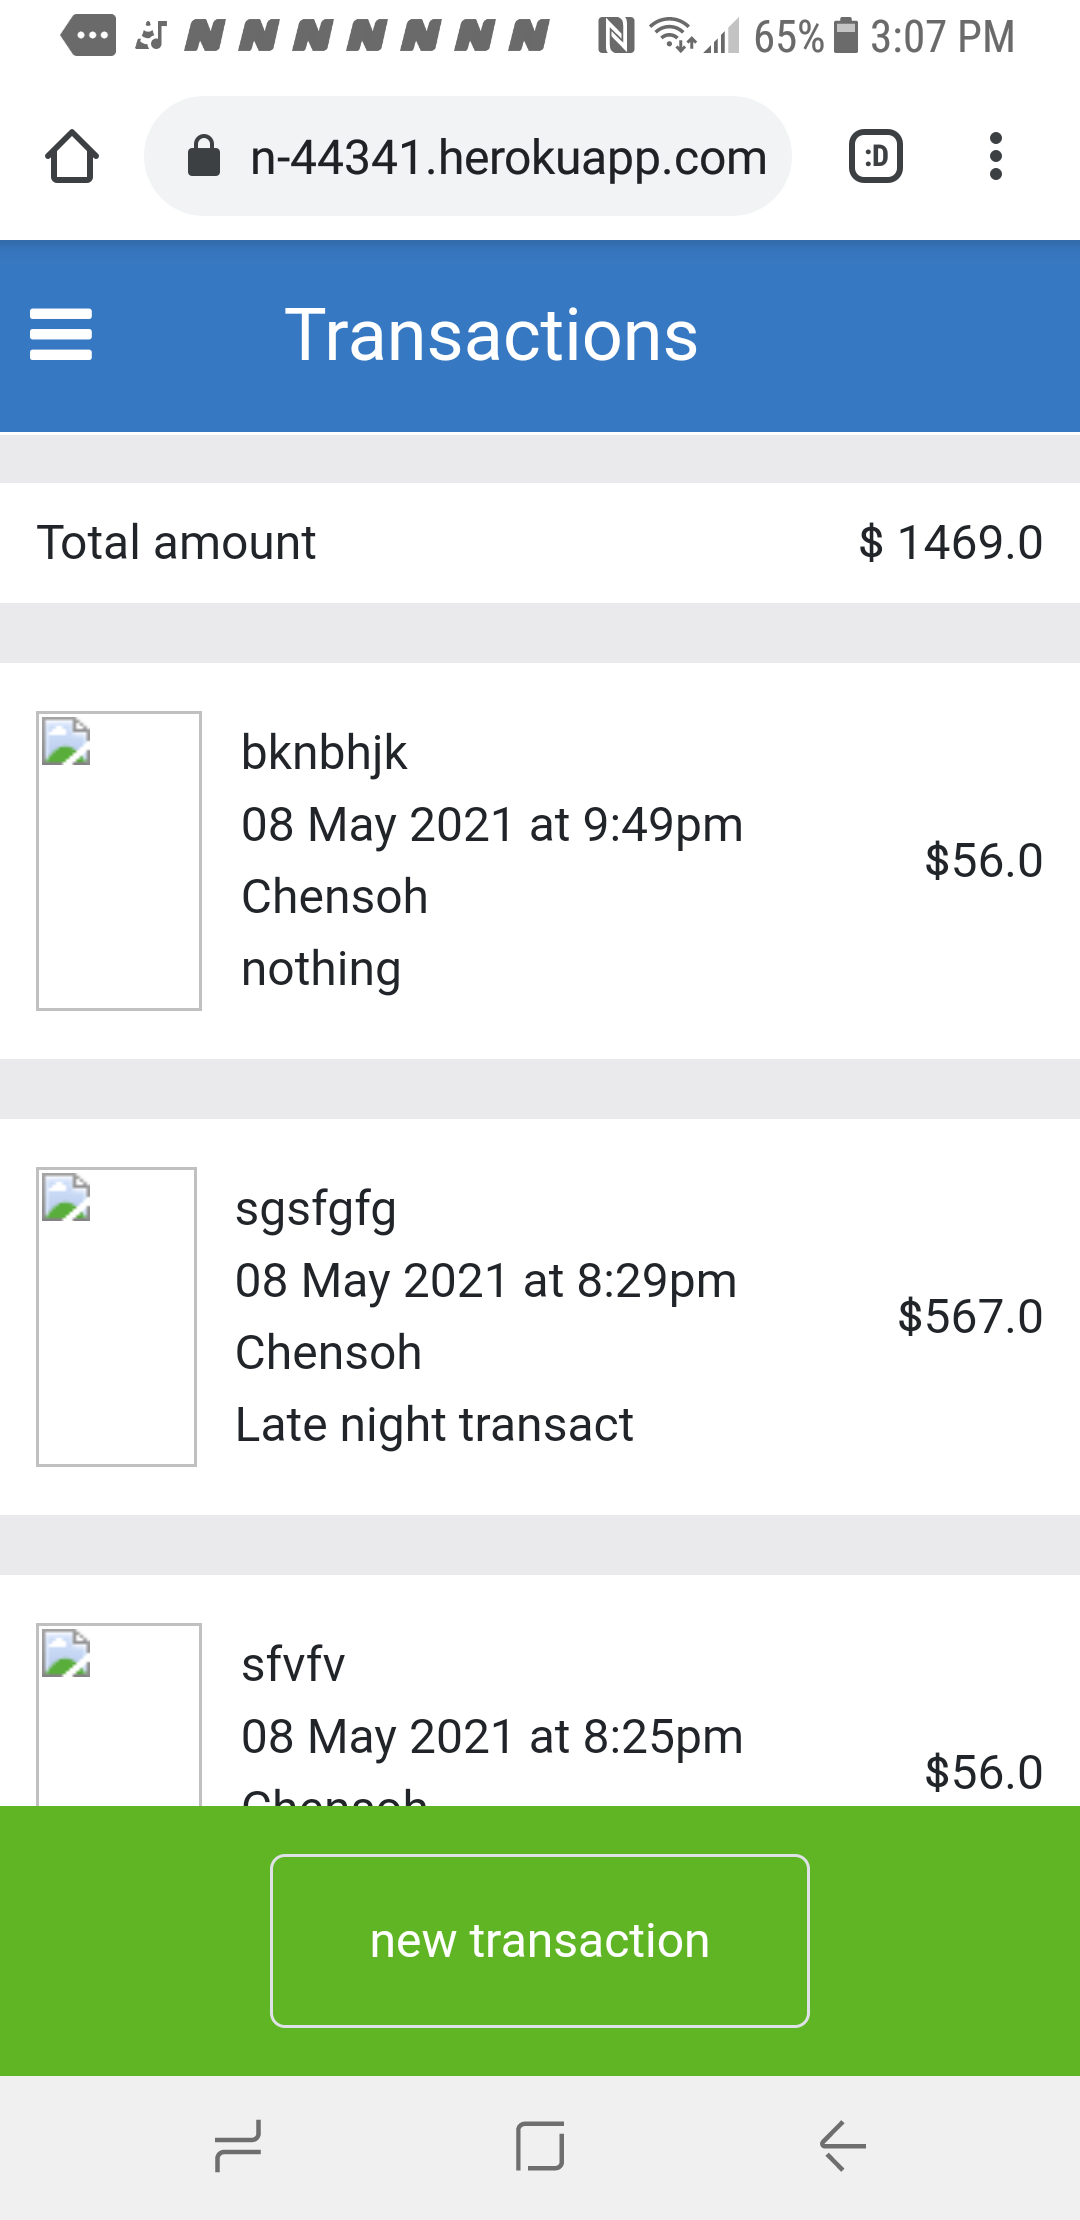 65% 3:07 PM
n-44341.herokuapp.com
:D
Transactions
Total amount $ 1469.0
bknbhjk
08 May 2021 at 9:49pm
$56.0
Chensoh
nothing
sgsfgfg
08 May 2021 at 8:29pm
$567.0
Chensoh
Late night transact
sfvfv
08 May 2021 at 8:25pm
$56.0
Chensoh
new transaction